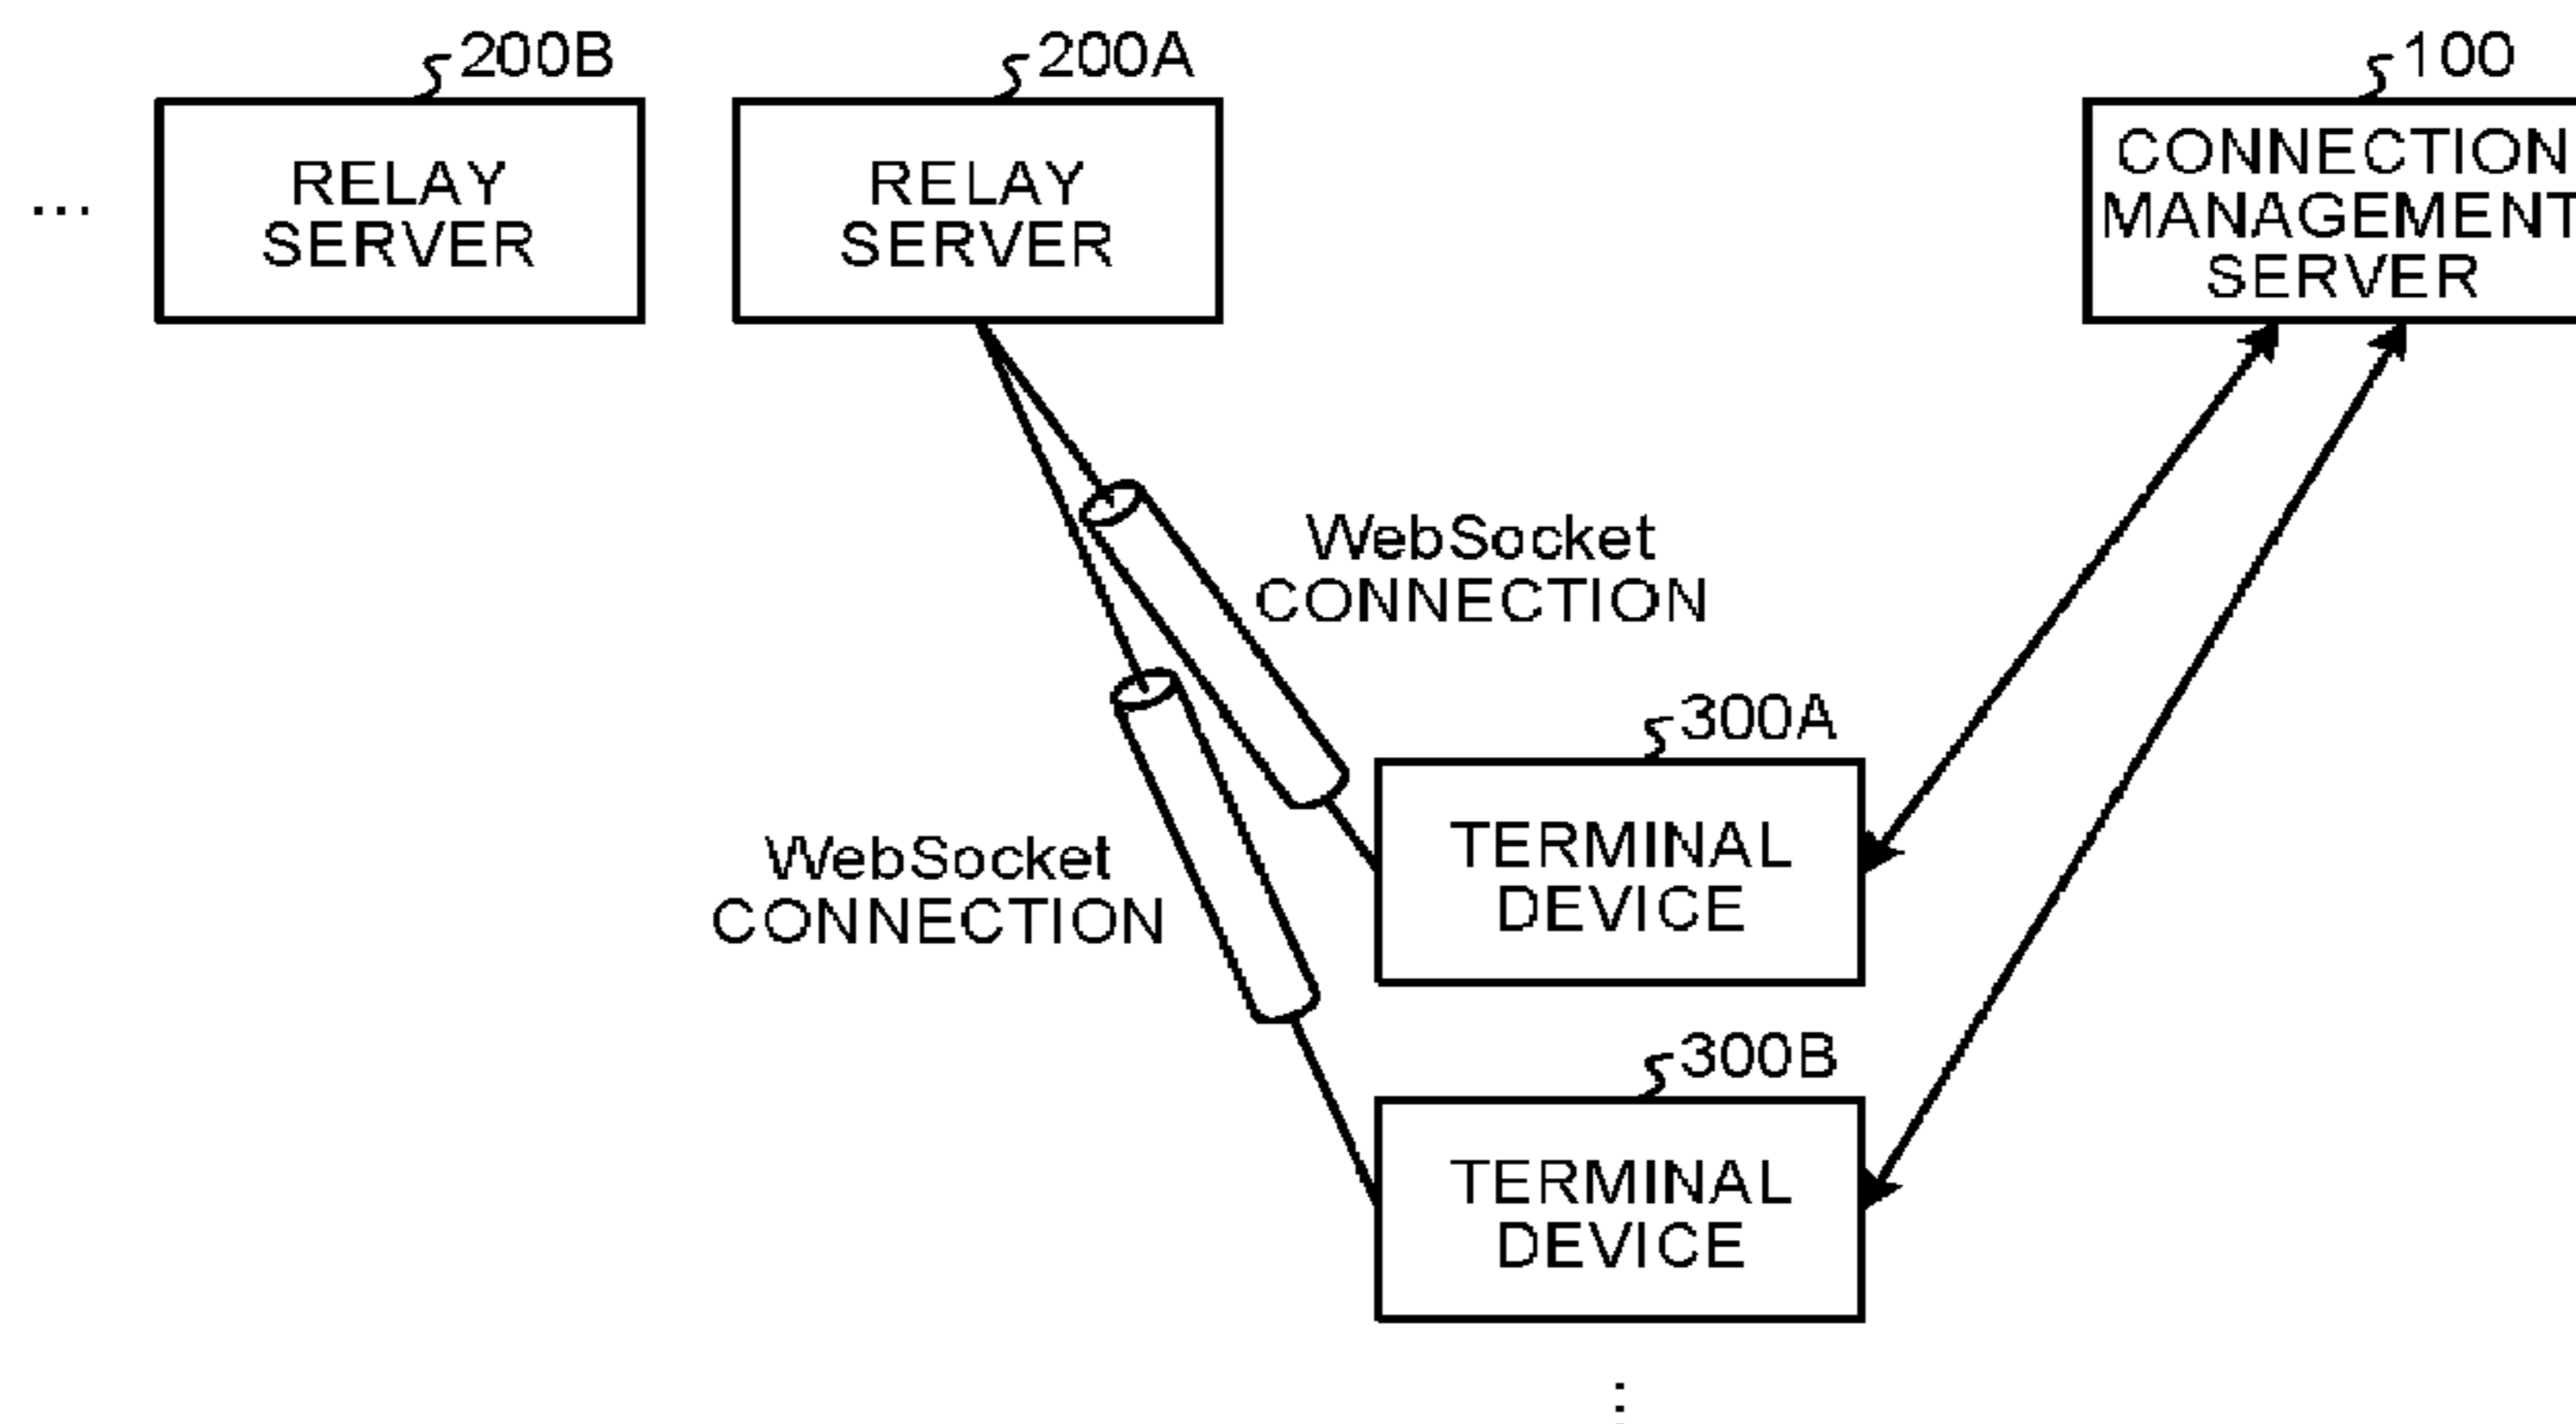 200B
200A
100
RELAY
SERVER
RELAY
SERVER
CONNECTION
MANAGEMENT
SERVER
...
WebSocket
CONNECTION
300A
TERMINAL
DEVICE
WebSocket
CONNECTION
300B
TERMINAL
DEVICE